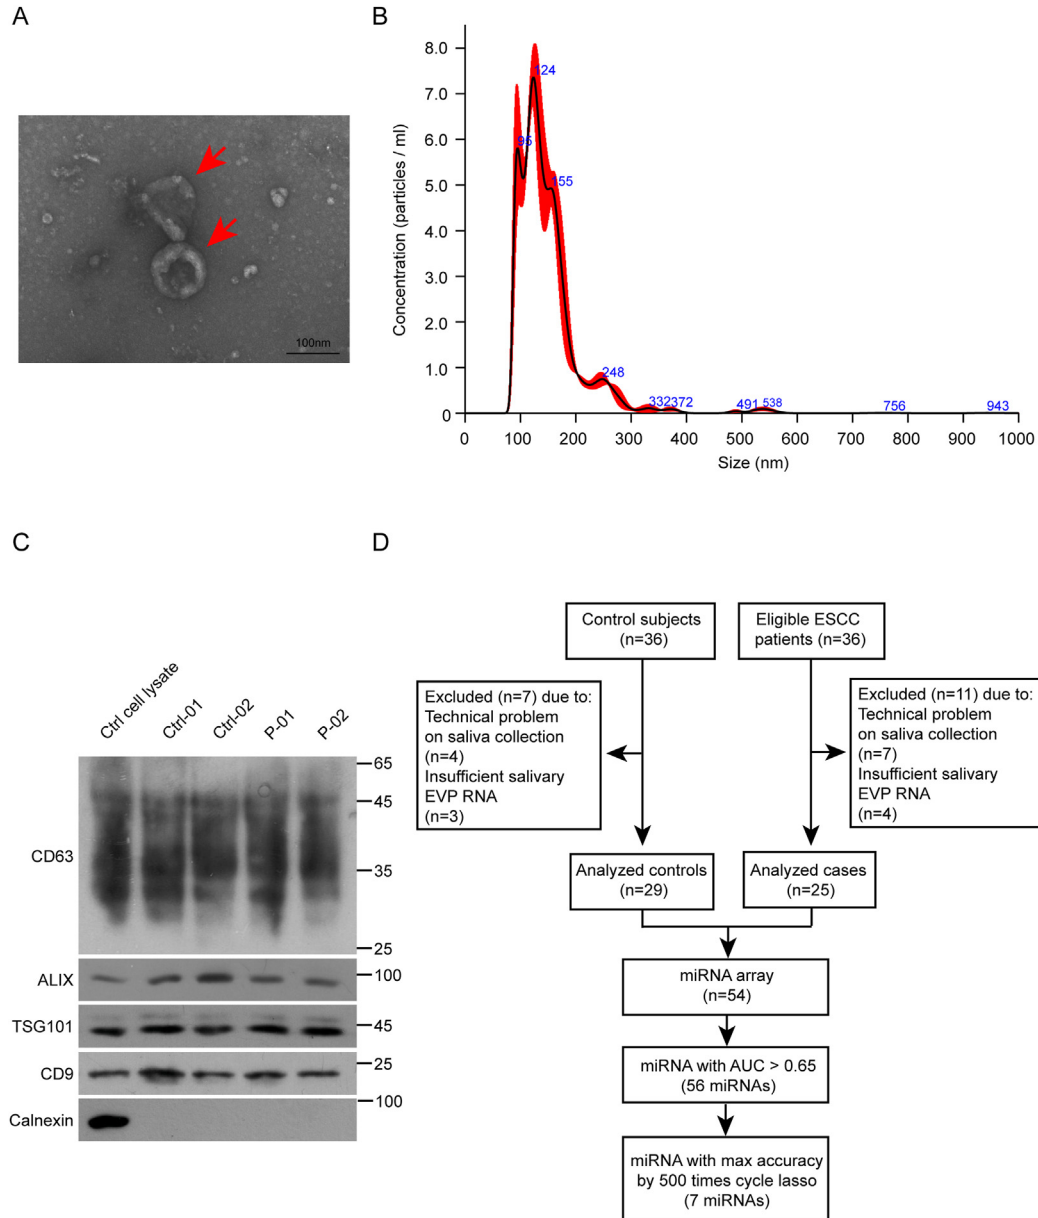 A
100nm
B
Concentration (particles / ml)
8.0
7.0
6.0
5.0
4.0
3.0
2.0
1.0
0
95
124
155
248
332
372
491
538
756
943
0 100 200 300 400 500 600 700 800 900 1000
Size (nm)
C
Ctrl cell lysate
Ctrl-01
Ctrl-02
P-01
P-02
CD63
65
45
35
25
ALIX
100
TSG101
45
CD9
25
Calnexin
100
D
Control subjects
(n=36)
Eligible ESCC
patients (n=36)
Excluded (n=7) due to:
Technical problem
on saliva collection
(n=4)
Insufficient salivary
EVP RNA
(n=3)
Excluded (n=11) due to:
Technical problem
on saliva collection
(n=7)
Insufficient salivary
EVP RNA
(n=4)
Analyzed controls
(n=29)
Analyzed cases
(n=25)
miRNA array
(n=54)
miRNA with AUC > 0.65
(56 miRNAs)
miRNA with max accuracy
by 500 times cycle lasso
(7 miRNAs)